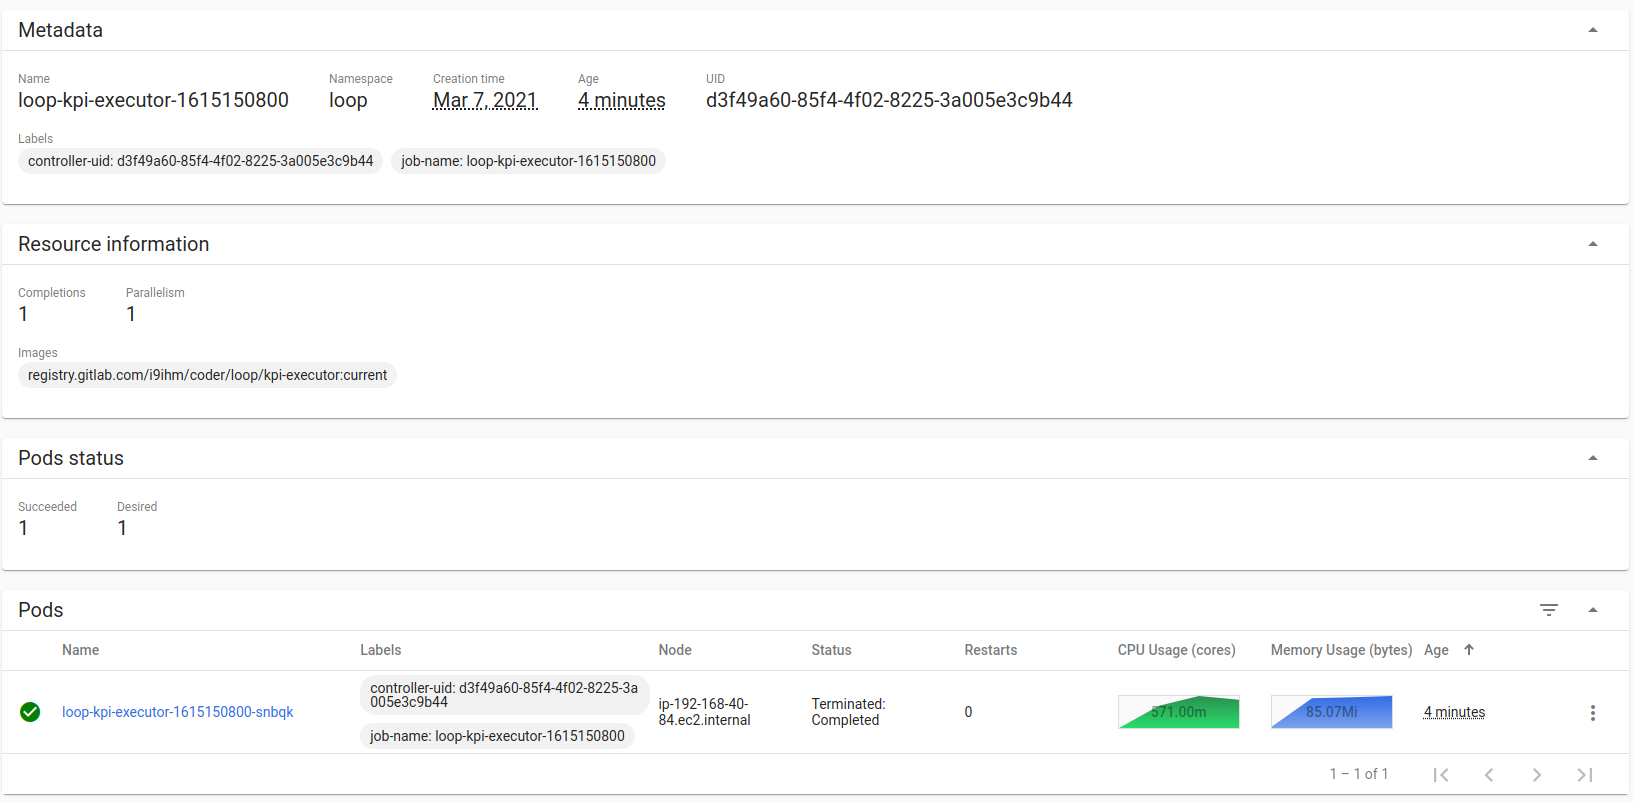 Metadata
Name Namespace Creation time Age UID
loop-kpi-executor-1615150800 loop Mar 7, 2021 4 minutes d3f49a60-85f4-4f02-8225-3a005e3c9b44
Labels
controller-uid: d3f49a60-85f4-4f02-8225-3a005e3c9b44 job-name: loop-kpi-executor-1615150800
Resource information
Completions Parallelism
1 1
Images
registry.gitlab.com/i9ihm/coder/loop/kpi-executor:current
Pods status
Succeeded Desired
1 1
Pods
Name Labels Node Status Restarts CPU Usage (cores) Memory Usage (bytes) Age
loop-kpi-executor-1615150800-snbqk
controller-uid: d3f49a60-85f4-4f02-8225-3a
005e3c9b44
job-name: loop-kpi-executor-1615150800
ip-192-168-40-
84.ec2.internal
Terminated:
Completed
0
571.00m
85.07Mi
4 minutes
1 – 1 of 1